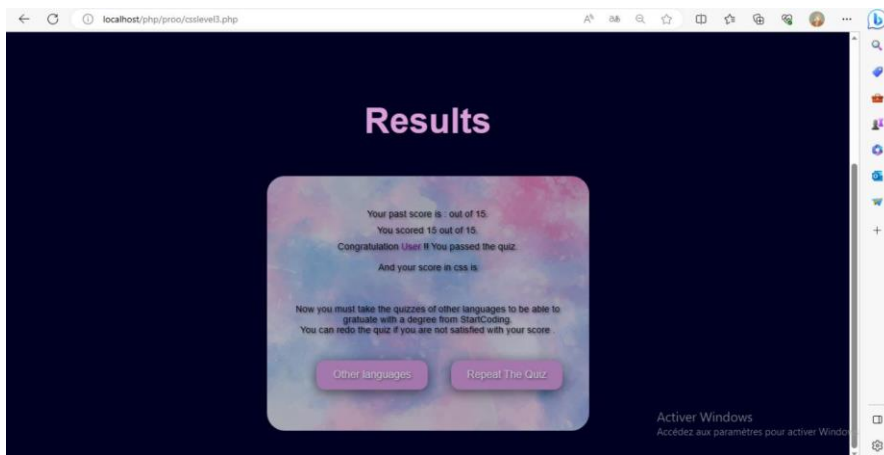 localhost/php/proo/csslevel3.php
Results
Your past score is : out of 15.
You scored 15 out of 15.
Congratulation User !! You passed the quiz.
And your score in css is
Now you must take the quizzes of other languages to be able to
gratuate with a degree from StartCoding.
You can redo the quiz if you are not satisfied with your score .
Other languages
Repeat The Quiz
Activer Windows
Accédez aux paramètres pour activer Windo